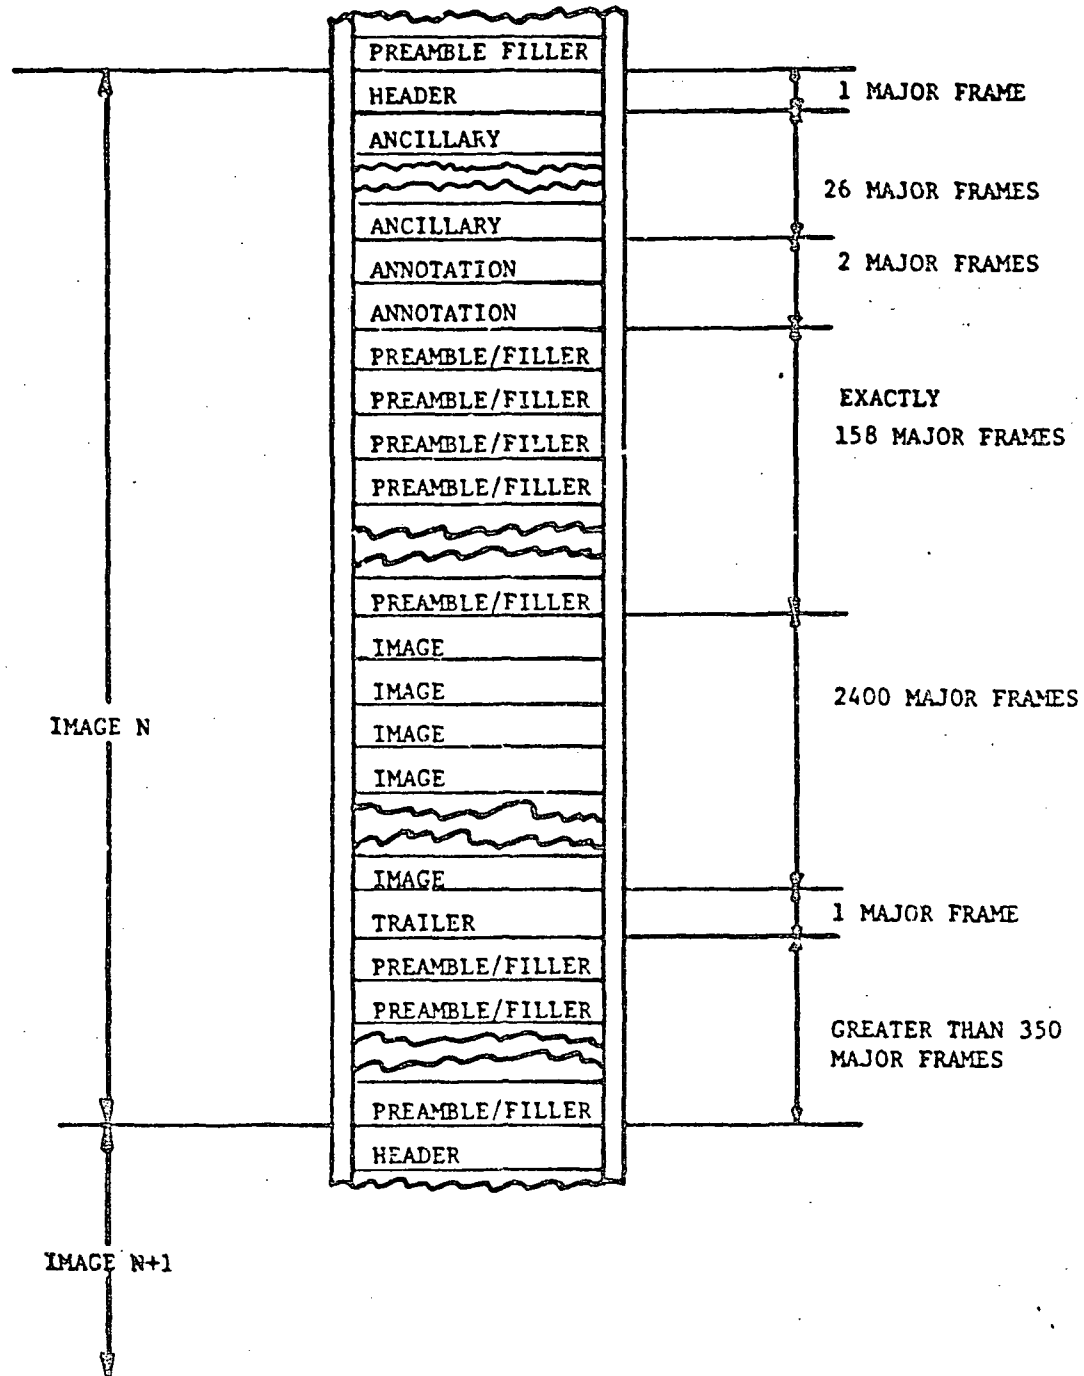 PREAMBLE FILLER
HEADER
1 MAJOR FRAME
ANCILLARY
26 MAJOR FRAMES
ANCILLARY
ANNOTATION
2 MAJOR FRAMES
ANNOTATION
PREAMBLE/FILLER
PREAMBLE/FILLER
EXACTLY
158 MAJOR FRAMES
PREAMBLE/FILLER
PREAMBLE/FILLER
PREAMBLE/FILLER
IMAGE
IMAGE
2400 MAJOR FRAMES
IMAGE N
IMAGE
IMAGE
IMAGE
TRAILER
1 MAJOR FRAME
PREAMBLE/FILLER
PREAMBLE/FILLER
GREATER THAN 350
MAJOR FRAMES
PREAMBLE/FILLER
HEADER
IMAGE N+1